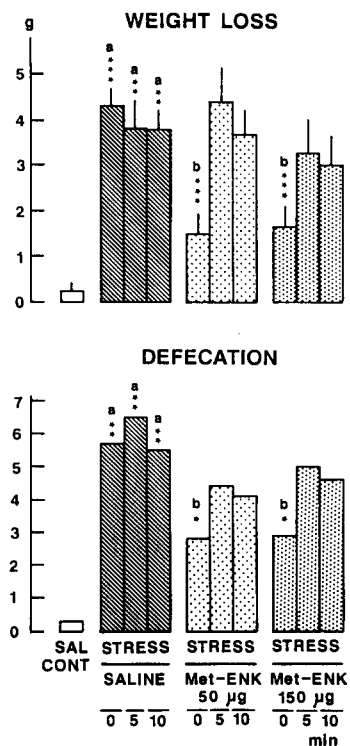 WEIGHT LOSS
g
a
***
a
**
a
**
b
***
b
***
5
4
3
2
1
0
DEFECATION
a
**
a
**
a
**
b
*
b
*
7
6
5
4
3
2
1
0
SAL CONT
STRESS STRESS STRESS
SALINE Met-ENK 50 µg Met-ENK 150 µg
0 5 10 0 5 10 0 5 10
min